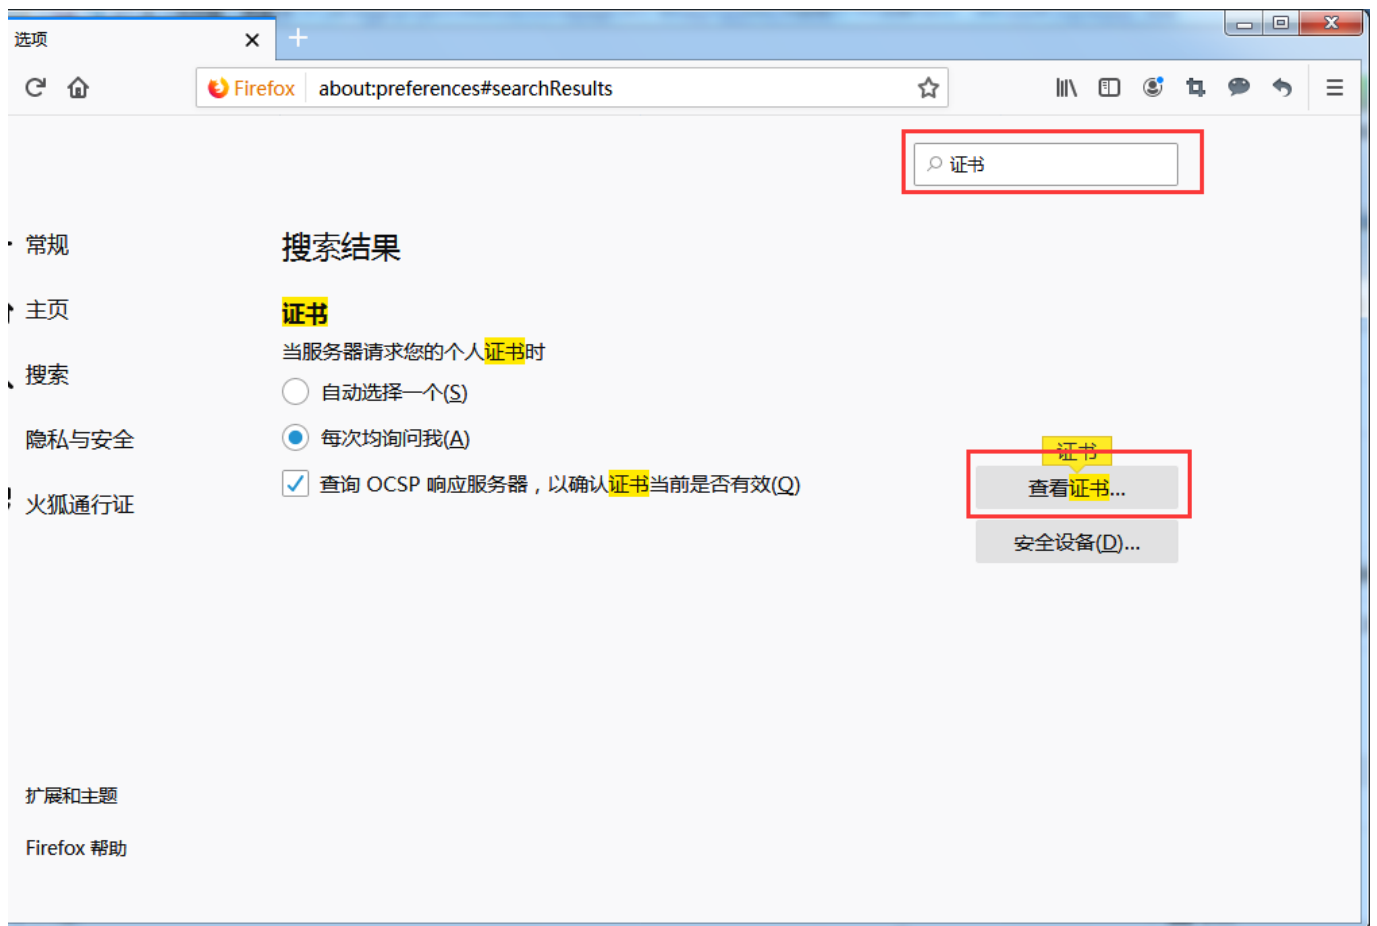 选项
Firefox about:preferences#searchResults
证书
常规
主页
搜索
隐私与安全
火狐通行证
搜索结果
证书
当服务器请求您的个人证书时
自动选择一个(S)
每次均询问我(A)
查询 OCSP 响应服务器，以确认证书当前是否有效(Q)
证书
查看证书...
安全设备(D)...
扩展和主题
Firefox 帮助